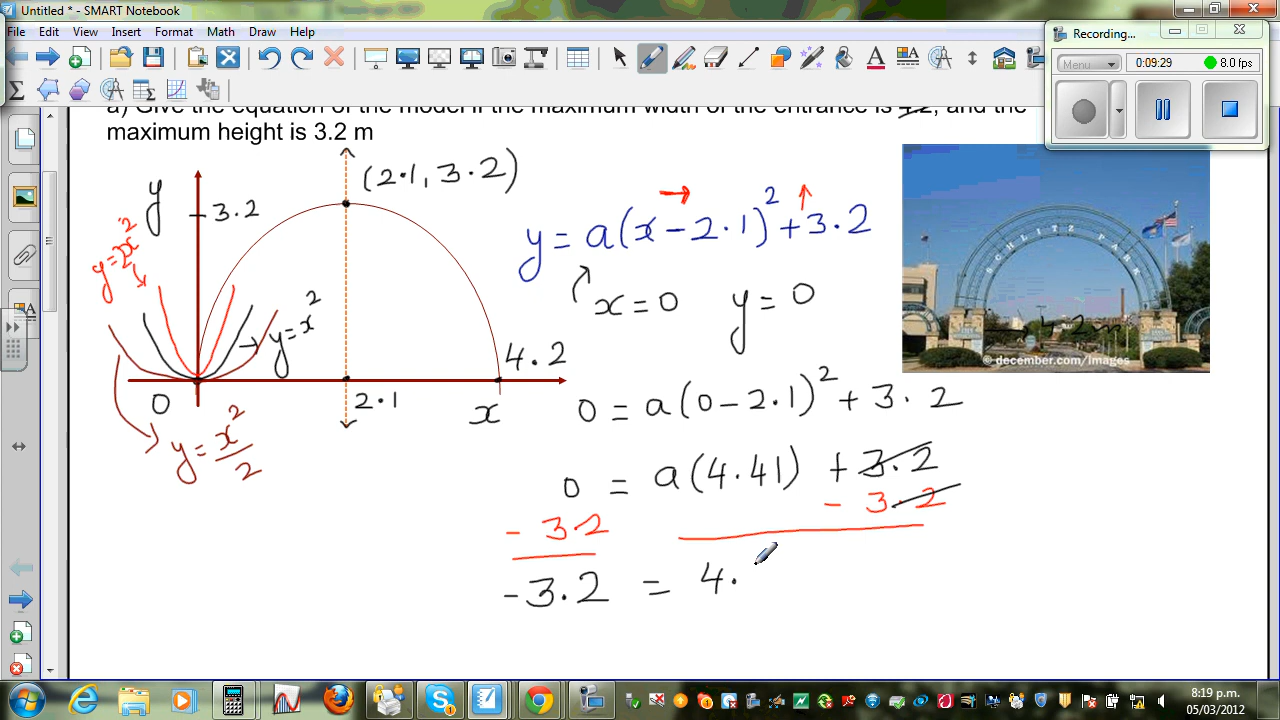 Untitled * - SMART Notebook
File Edit View Insert Format Math Draw Help
Recording...
Menu 0:09:29 8.0 fps
a) Give the equation of the model if the maximum width of the entrance is 4.2, and the
maximum height is 3.2 m
y
3.2
(2.1, 3.2)
y=2x²
y=x²
0
2.1
4.2
x
y=x²/2
y = a(x - 2.1)² + 3.2
x = 0 y = 0
0 = a(0 - 2.1)² + 3.2
0 = a(4.41) + 3.2
- 3.2 - 3.2
-3.2 = 4.
SCHLITZ PARK
4.2m
© december.com/images
8:19 p.m.
05/03/2012